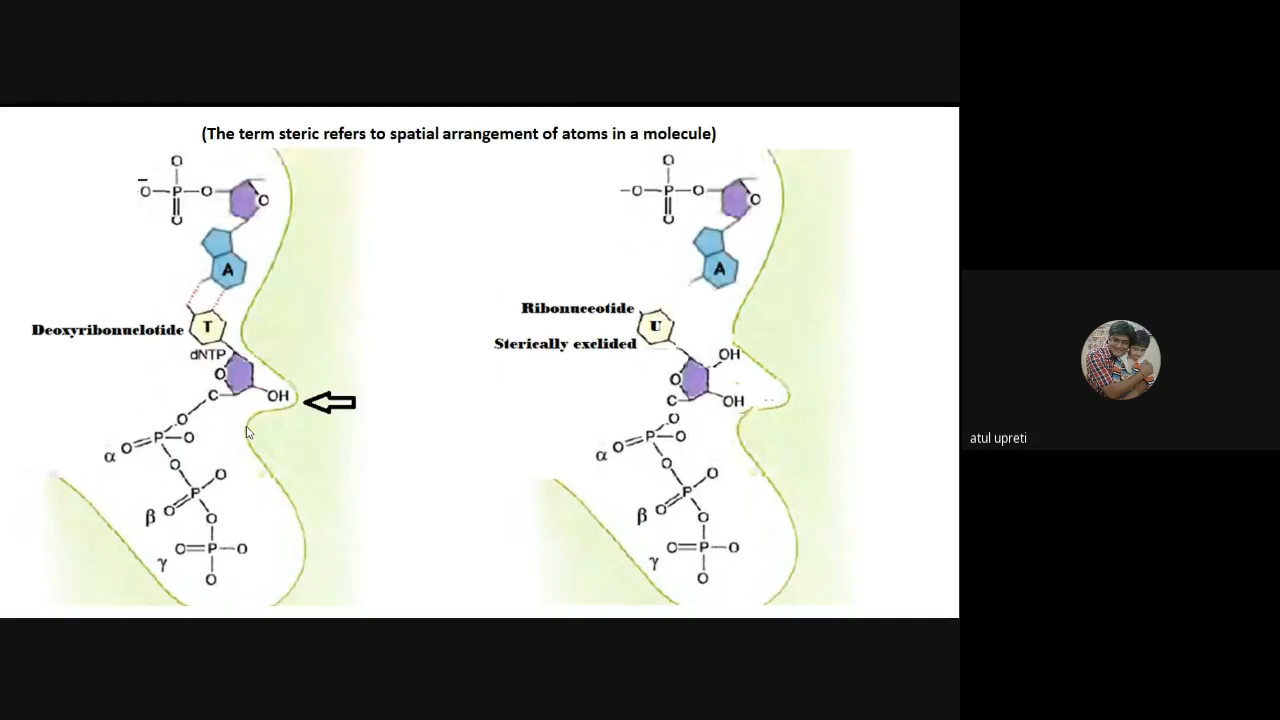 (The term steric refers to spatial arrangement of atoms in a molecule)
O
O—P—O
O
O
A
Deoxyribonuclotide
T
dNTP
O
OH
C
O
O=P—O
α
O
O
P
O
β
O
O=P—O
γ
O
O
—O—P—O
O
O
A
Ribonuceotide
U
Sterically exclided
OH
O
C
OH
O
O=P—O
α
O
O
P
O
β
O
O=P—O
γ
O
atul upreti